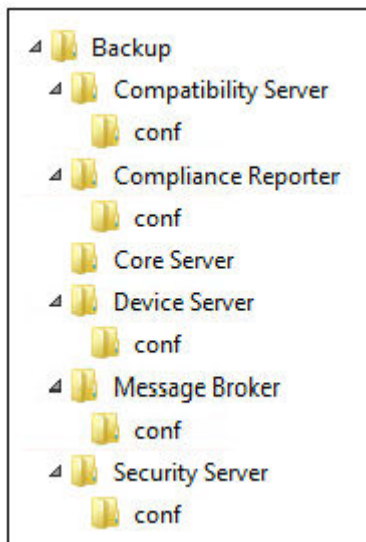 Backup
Compatibility Server
conf
Compliance Reporter
conf
Core Server
Device Server
conf
Message Broker
conf
Security Server
conf